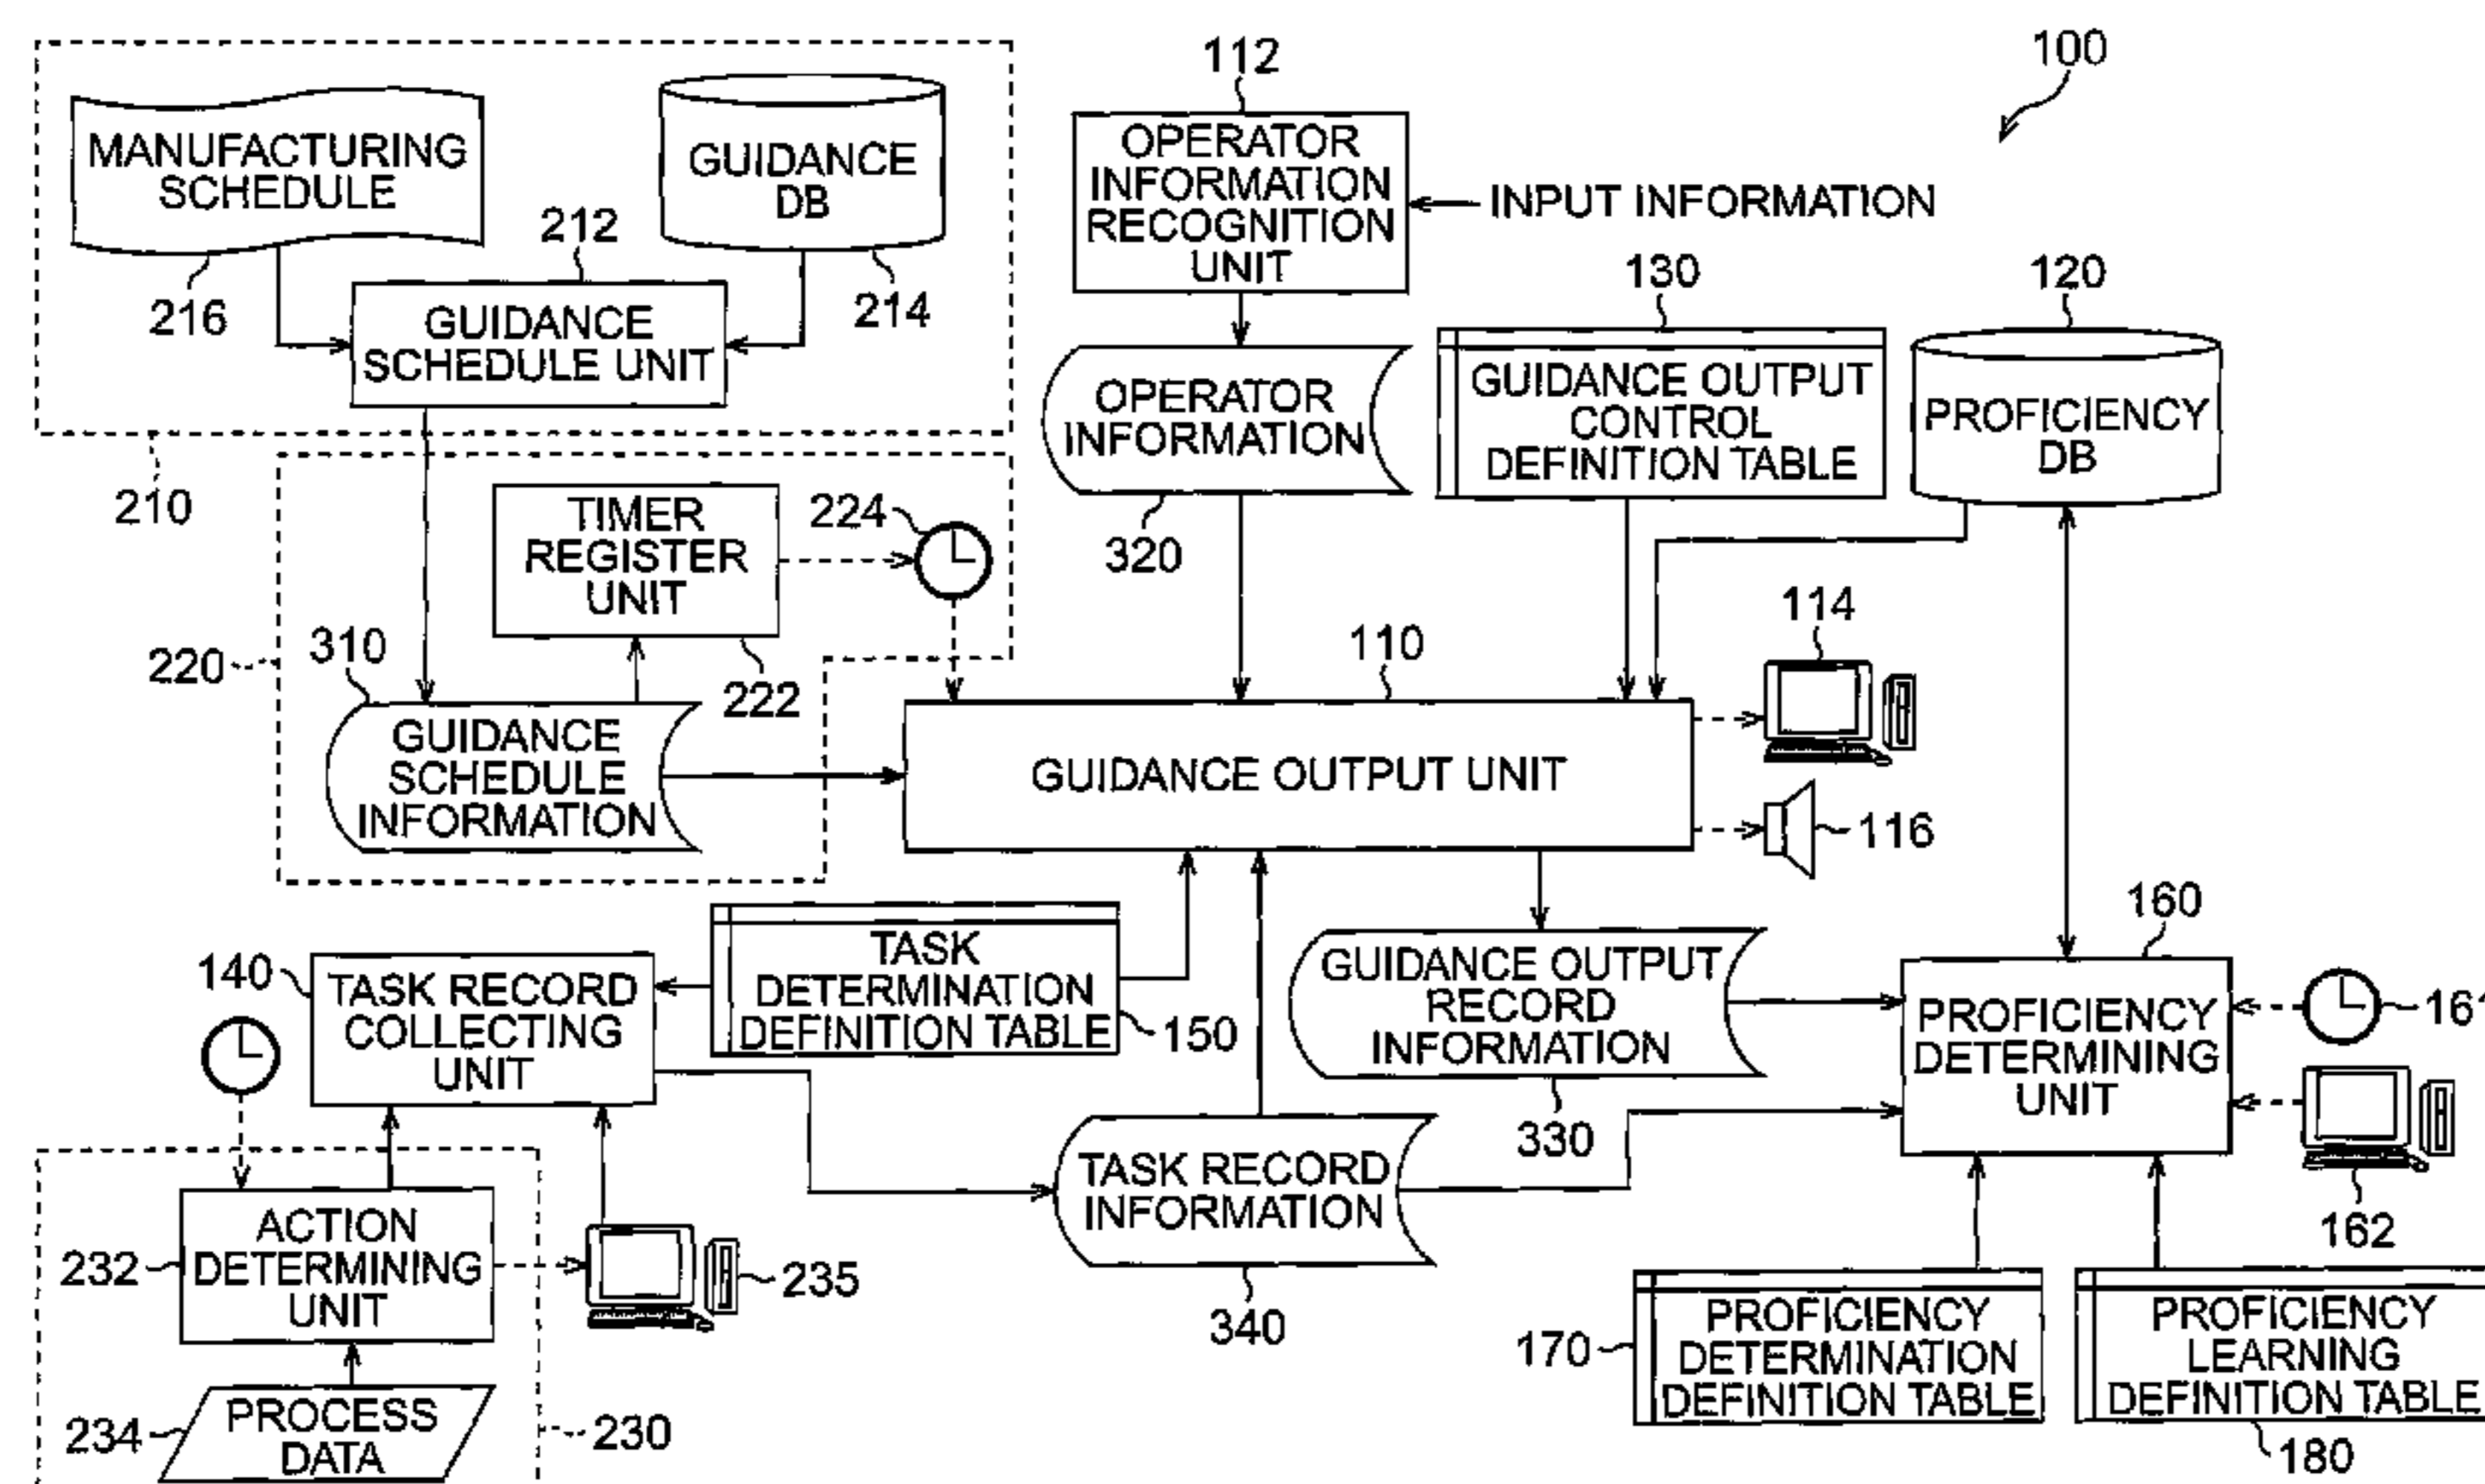 100
112
MANUFACTURING
SCHEDULE
216
GUIDANCE
DB
214
212
GUIDANCE
SCHEDULE UNIT
210
OPERATOR
INFORMATION
RECOGNITION
UNIT
INPUT INFORMATION
OPERATOR
INFORMATION
320
130
GUIDANCE OUTPUT
CONTROL
DEFINITION TABLE
120
PROFICIENCY
DB
TIMER
REGISTER
UNIT
222
224
220
310
GUIDANCE
SCHEDULE
INFORMATION
110
GUIDANCE OUTPUT UNIT
114
116
140
TASK RECORD
COLLECTING
UNIT
TASK
DETERMINATION
DEFINITION TABLE
150
GUIDANCE OUTPUT
RECORD
INFORMATION
330
160
PROFICIENCY
DETERMINING
UNIT
162
232
ACTION
DETERMINING
UNIT
235
234
PROCESS
DATA
230
TASK RECORD
INFORMATION
340
170
PROFICIENCY
DETERMINATION
DEFINITION TABLE
PROFICIENCY
LEARNING
DEFINITION TABLE
180